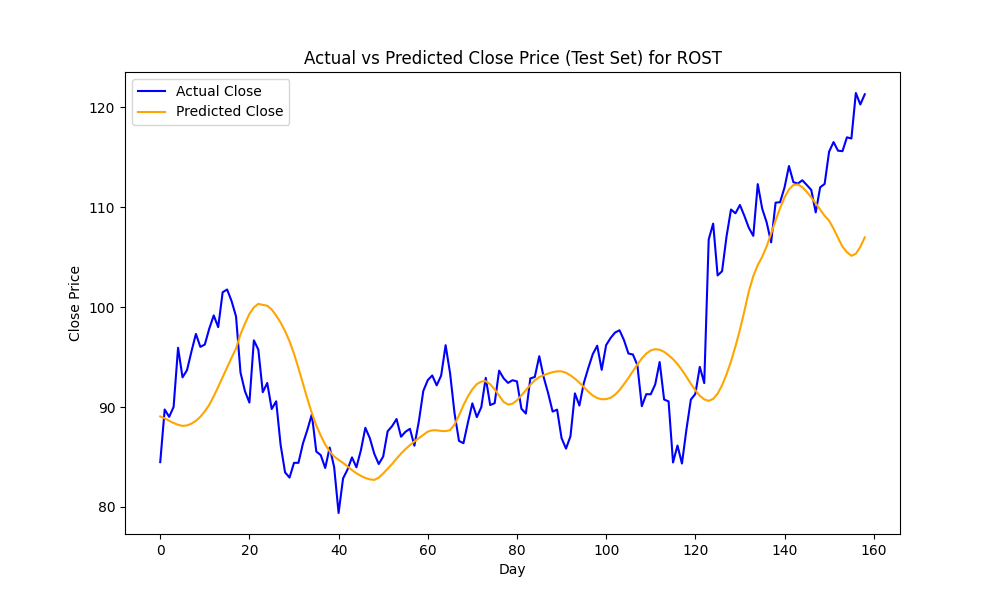 Actual vs Predicted Close Price (Test Set) for ROST
Actual Close
Predicted Close
Close Price
120
110
100
90
80
0 20 40 60 80 100 120 140 160
Day